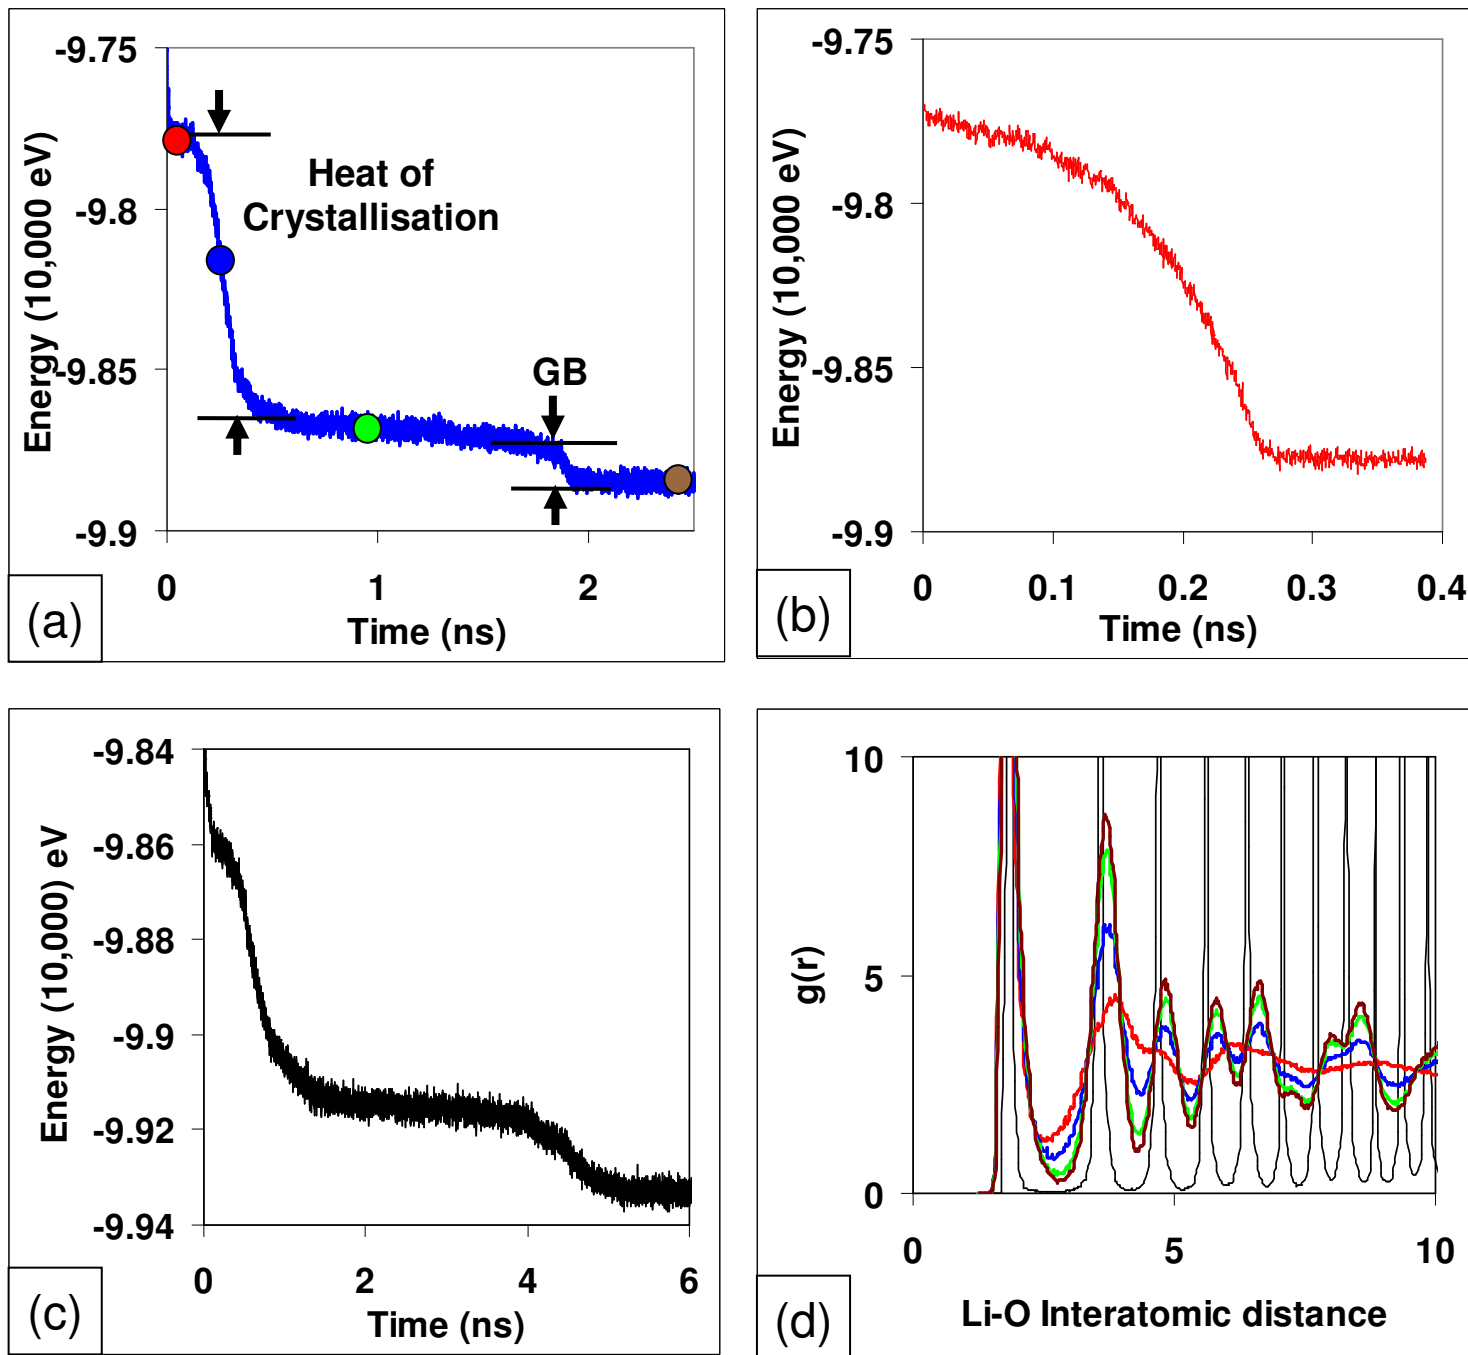 -9.75
-9.8
-9.85
-9.9
Energy (10,000 eV)
Heat of
Crystallisation
GB
0
1
2
Time (ns)
(a)
-9.75
-9.8
-9.85
-9.9
Energy (10,000 eV)
0
0.1
0.2
0.3
0.4
Time (ns)
(b)
-9.84
-9.86
-9.88
-9.9
-9.92
-9.94
Energy (10,000) eV
0
2
4
6
Time (ns)
(c)
10
5
0
g(r)
0
5
10
Li-O Interatomic distance
(d)